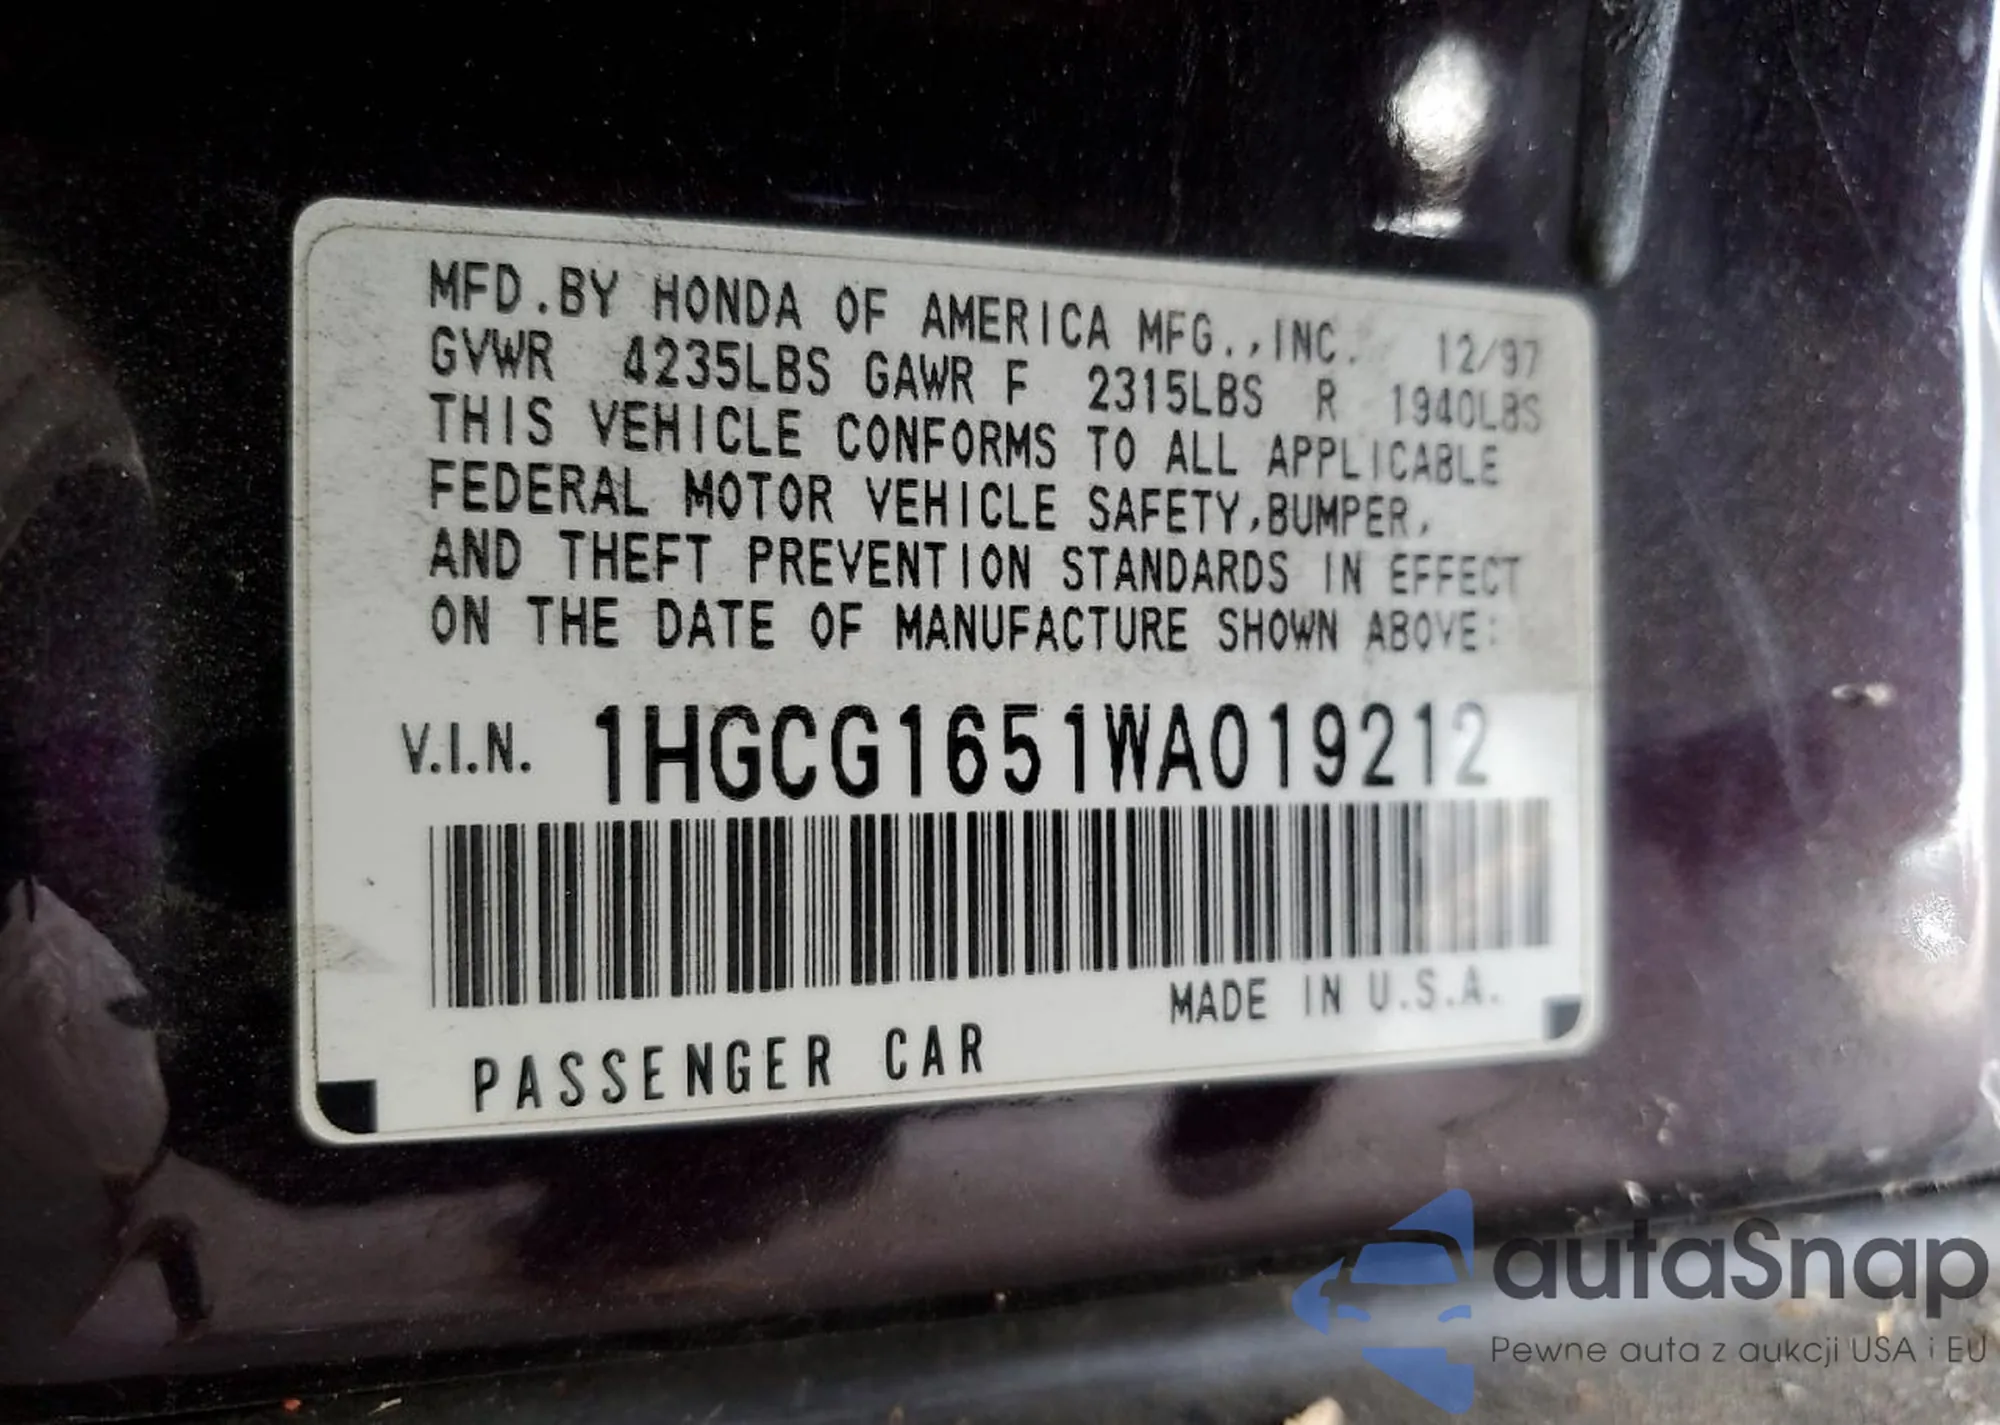 MFD.BY HONDA OF AMERICA MFG.,INC. 12/97
GVWR 4235LBS GAWR F 2315LBS R 1940LBS
THIS VEHICLE CONFORMS TO ALL APPLICABLE
FEDERAL MOTOR VEHICLE SAFETY,BUMPER,
AND THEFT PREVENTION STANDARDS IN EFFECT
ON THE DATE OF MANUFACTURE SHOWN ABOVE:
V.I.N. 1HGCG1651WA019212
MADE IN U.S.A.
PASSENGER CAR
autaSnap
Pewne auta z aukcji USA i EU